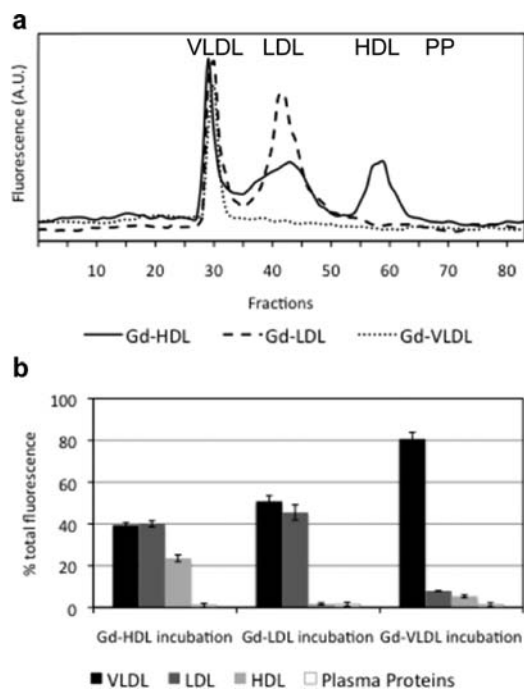 a
VLDL LDL HDL PP
Fluorescence (A.U.)
10 20 30 40 50 60 70 80
Fractions
Gd-HDL Gd-LDL Gd-VLDL
b
% total fluorescence
100
80
60
40
20
0
Gd-HDL incubation Gd-LDL incubation Gd-VLDL incubation
VLDL LDL HDL Plasma Proteins